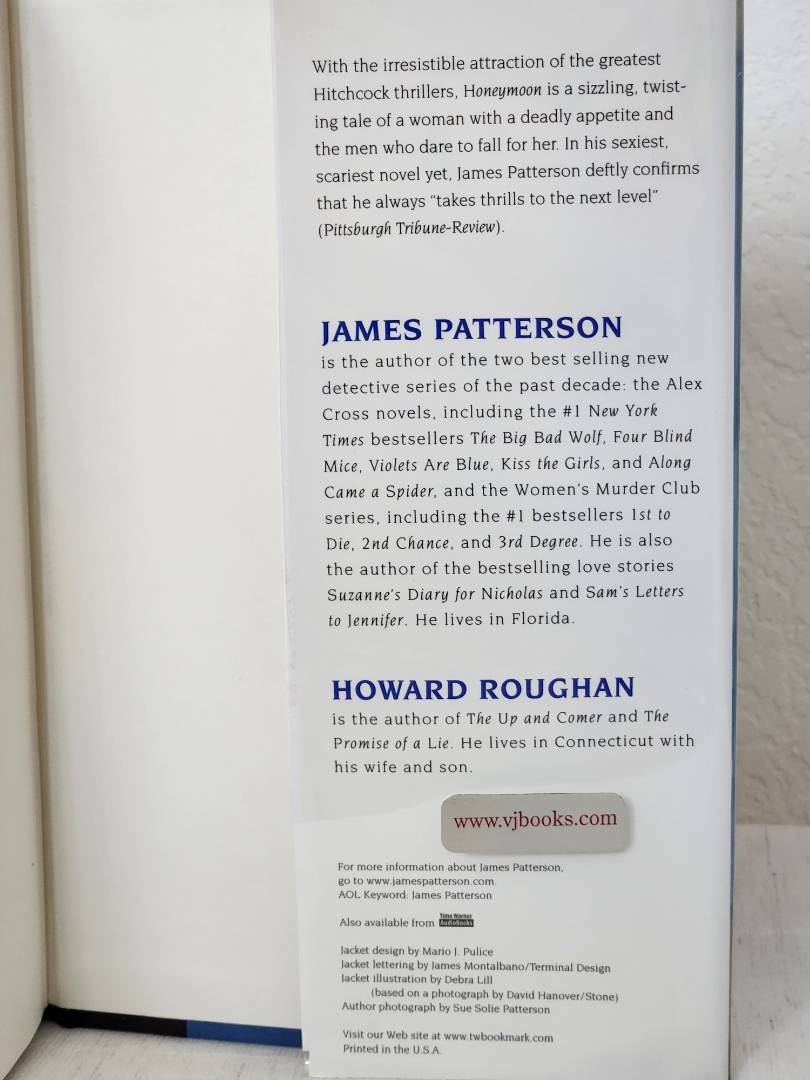 With the irresistible attraction of the greatest
Hitchcock thrillers, Honeymoon is a sizzling, twist-
ing tale of a woman with a deadly appetite and
the men who dare to fall for her. In his sexiest,
scariest novel yet, James Patterson deftly confirms
that he always “takes thrills to the next level”
(Pittsburgh Tribune-Review).
JAMES PATTERSON
is the author of the two best selling new
detective series of the past decade: the Alex
Cross novels, including the #1 New York
Times bestsellers The Big Bad Wolf, Four Blind
Mice, Violets Are Blue, Kiss the Girls, and Along
Came a Spider, and the Women's Murder Club
series, including the #1 bestsellers 1st to
Die, 2nd Chance, and 3rd Degree. He is also
the author of the bestselling love stories
Suzanne's Diary for Nicholas and Sam's Letters
to Jennifer. He lives in Florida.
HOWARD ROUGHAN
is the author of The Up and Comer and The
Promise of a Lie. He lives in Connecticut with
his wife and son.
www.vjbooks.com
For more information about James Patterson,
go to www.jamespatterson.com.
AOL Keyword: James Patterson
Also available from Time Warner AudioBooks
Jacket design by Mario J. Pulice
Jacket lettering by James Montalbano/Terminal Design
Jacket illustration by Debra Lill
(based on a photograph by David Hanover/Stone)
Author photograph by Sue Solie Patterson
Visit our Web site at www.twbookmark.com
Printed in the U.S.A.